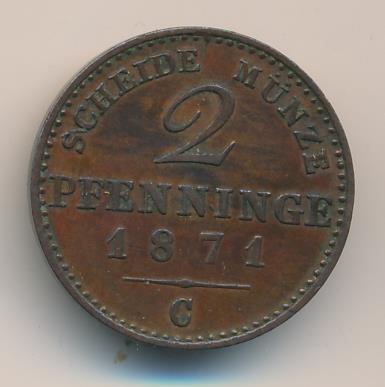 SCHEIDE MÜNZE
2
PFENNINGE
1871
C